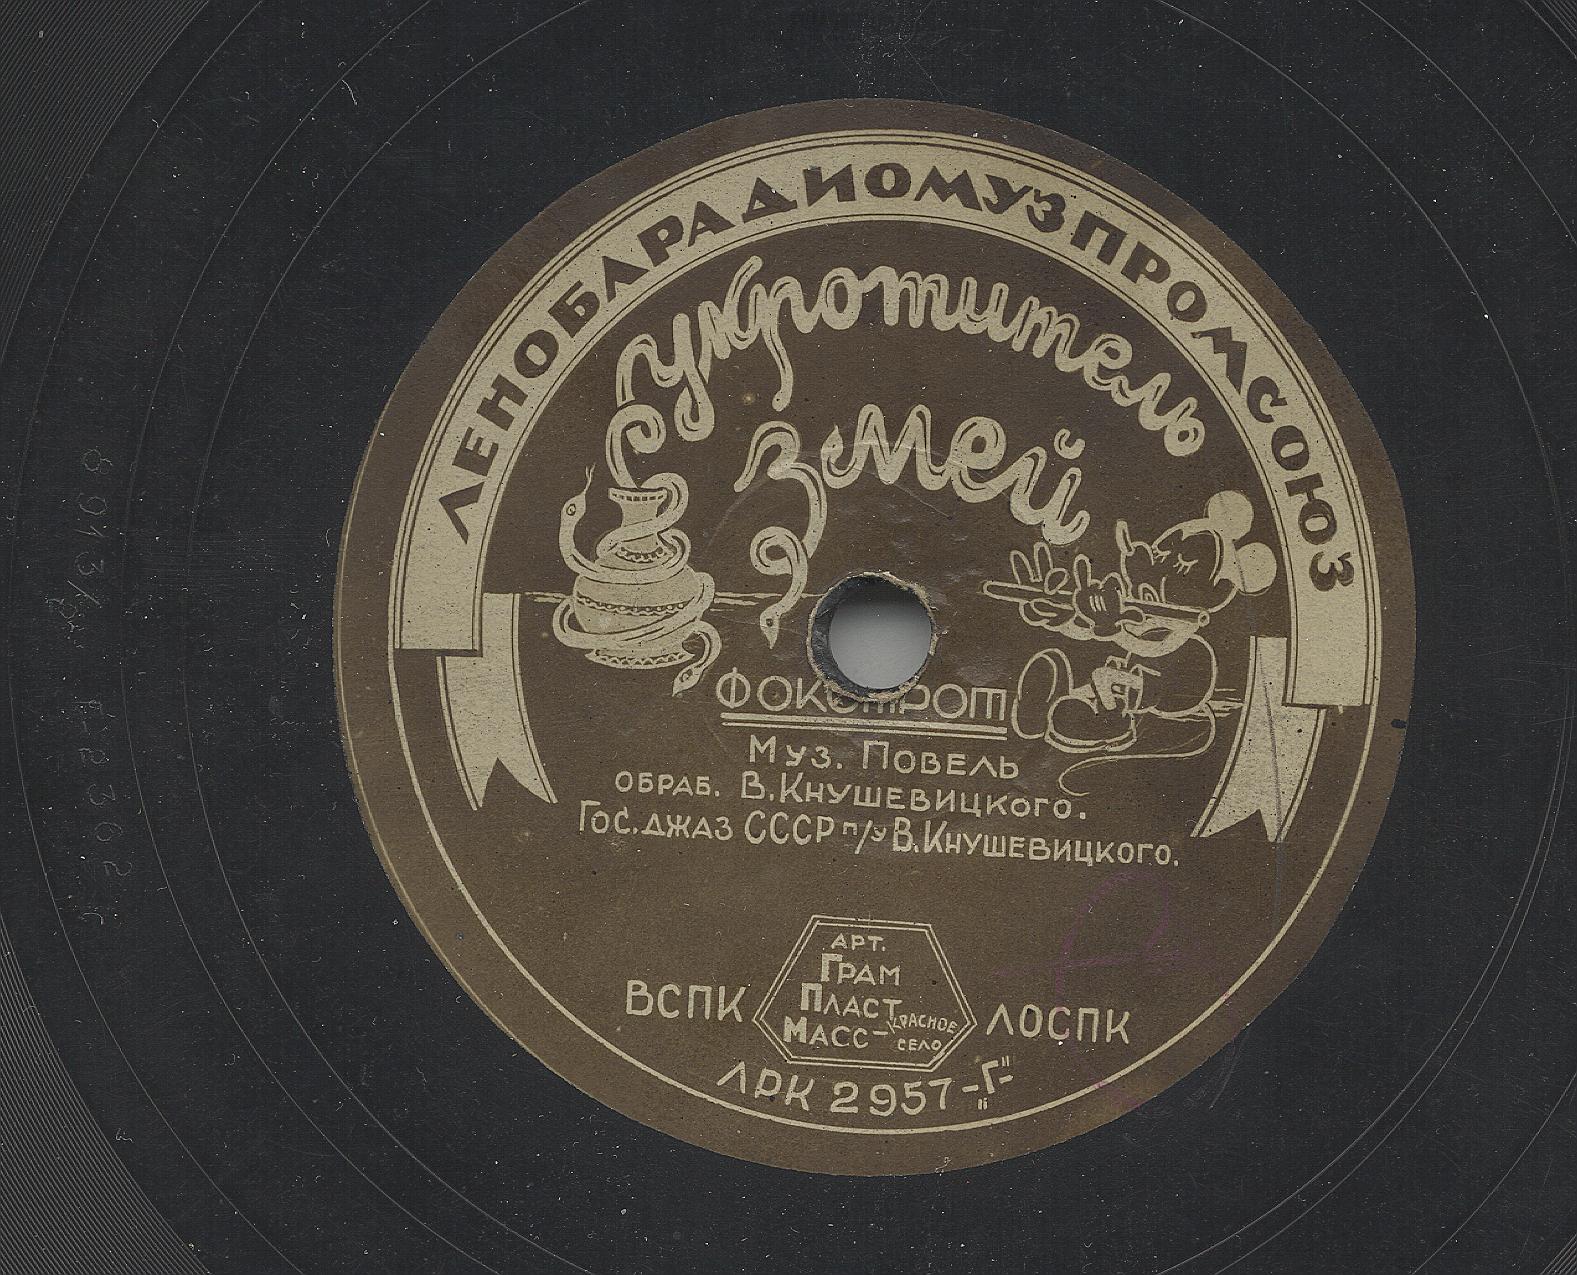 ЛЕНОБЛРАДИОМУЗПРОМСОЮЗ
укротитель
змей
ФОКСТРОТ
Муз. Повель
ОБРАБ. В.Кнушевицкого.
Гос.джаз СССР п/у В.Кнушевицкого.
АРТ.
ГРАМ
ПЛАСТ
МАСС-
КРАСНОЕ
СЕЛО
ВСПК
ЛОСПК
ЛРК 2957-„Г"-